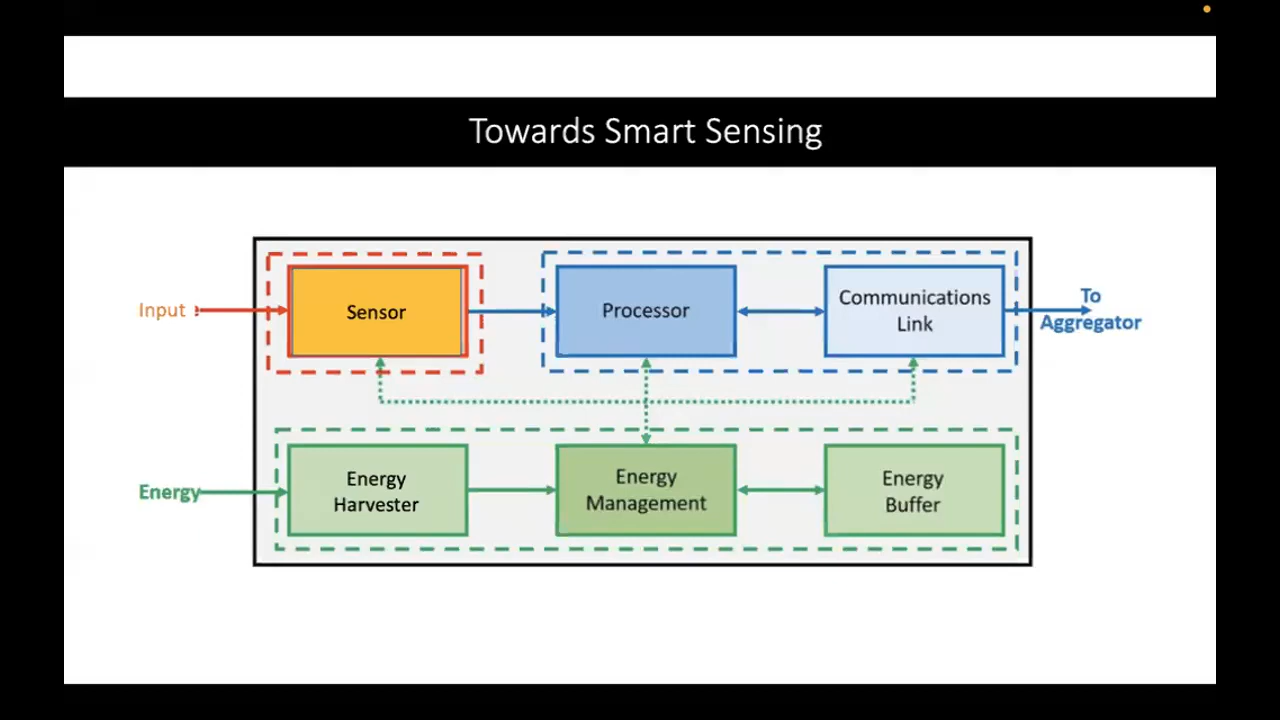 Towards Smart Sensing
Input
Sensor
Processor
Communications
Link
To
Aggregator
Energy
Energy
Harvester
Energy
Management
Energy
Buffer